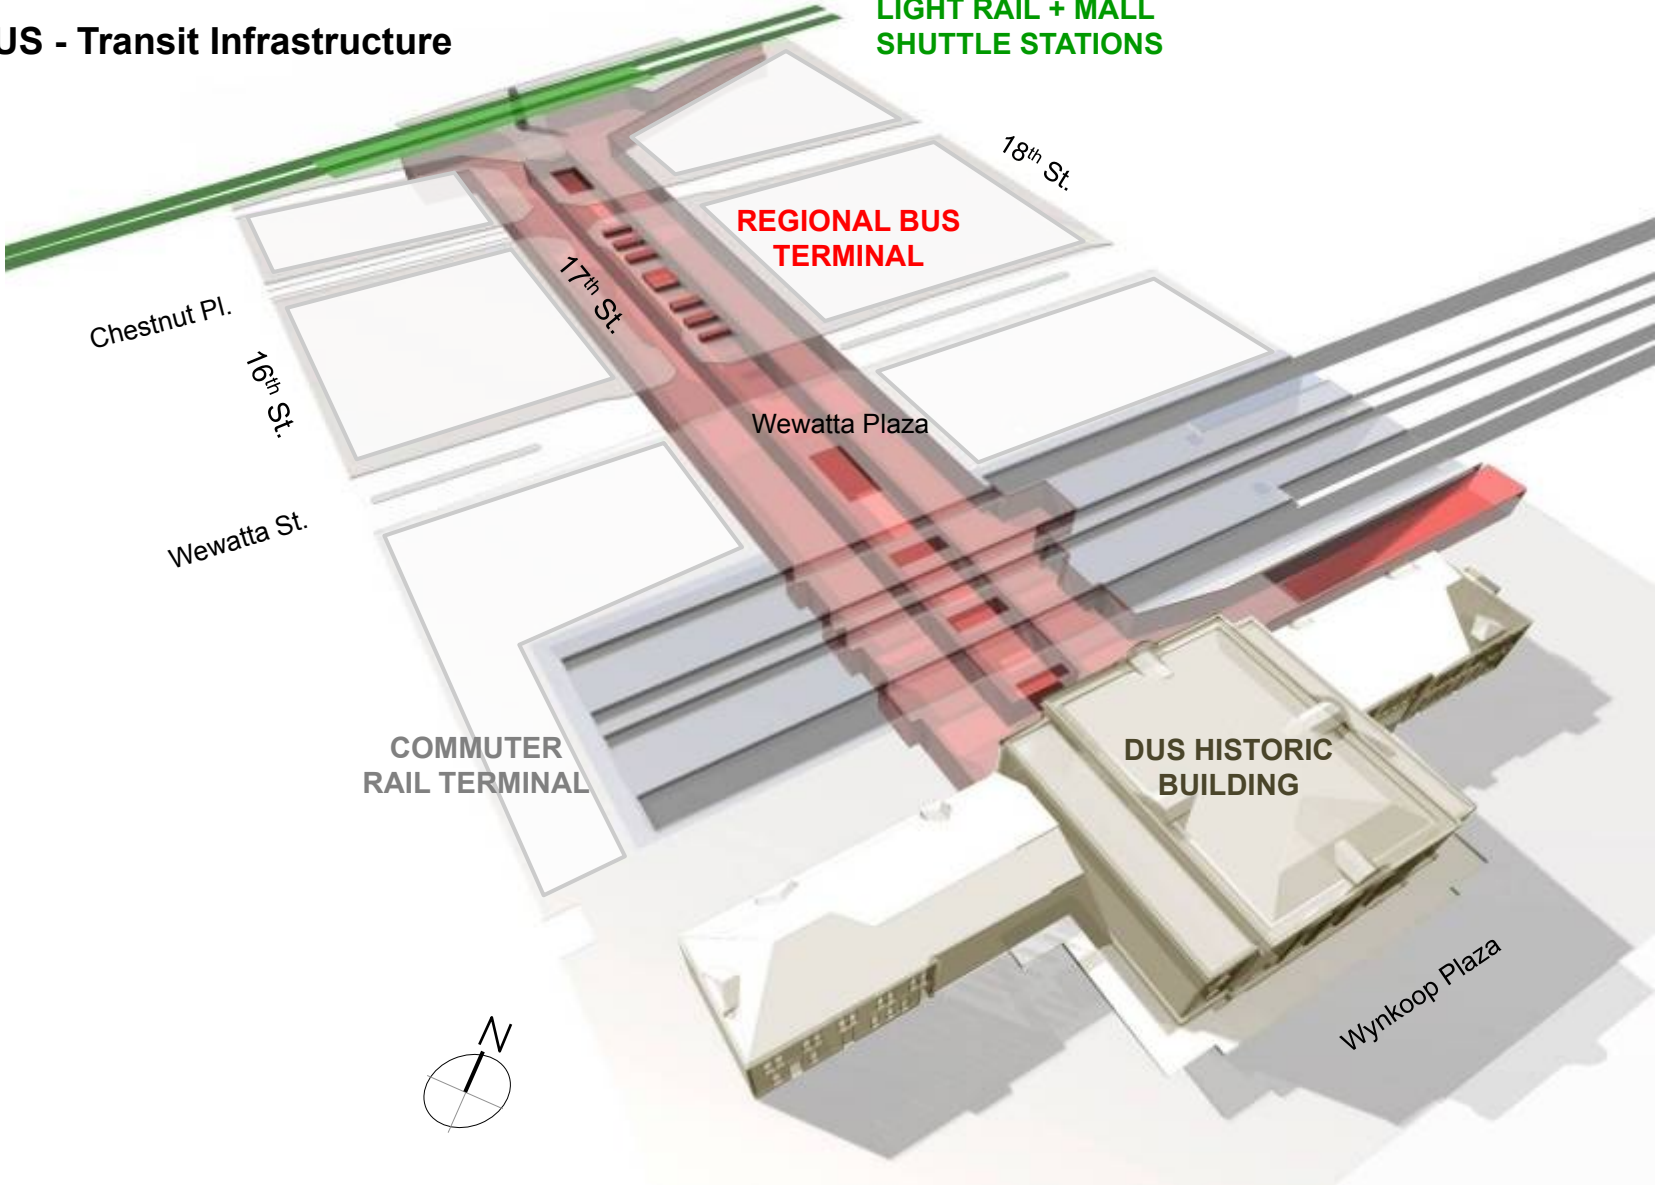 US - Transit Infrastructure
LIGHT RAIL + MALL
SHUTTLE STATIONS
18th St.
REGIONAL BUS
TERMINAL
17th St.
Chestnut Pl.
16th St.
Wewatta Plaza
Wewatta St.
COMMUTER
RAIL TERMINAL
DUS HISTORIC
BUILDING
Wynkoop Plaza
N